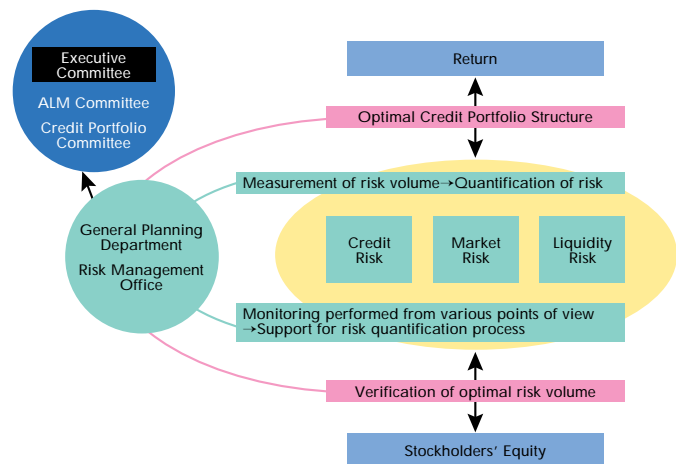 Executive
Committee
ALM Committee
Credit Portfolio
Committee
General Planning
Department
Risk Management
Office
Return
Optimal Credit Portfolio Structure
Measurement of risk volume→Quantification of risk
Credit
Risk
Market
Risk
Liquidity
Risk
Monitoring performed from various points of view
→Support for risk quantification process
Verification of optimal risk volume
Stockholders' Equity